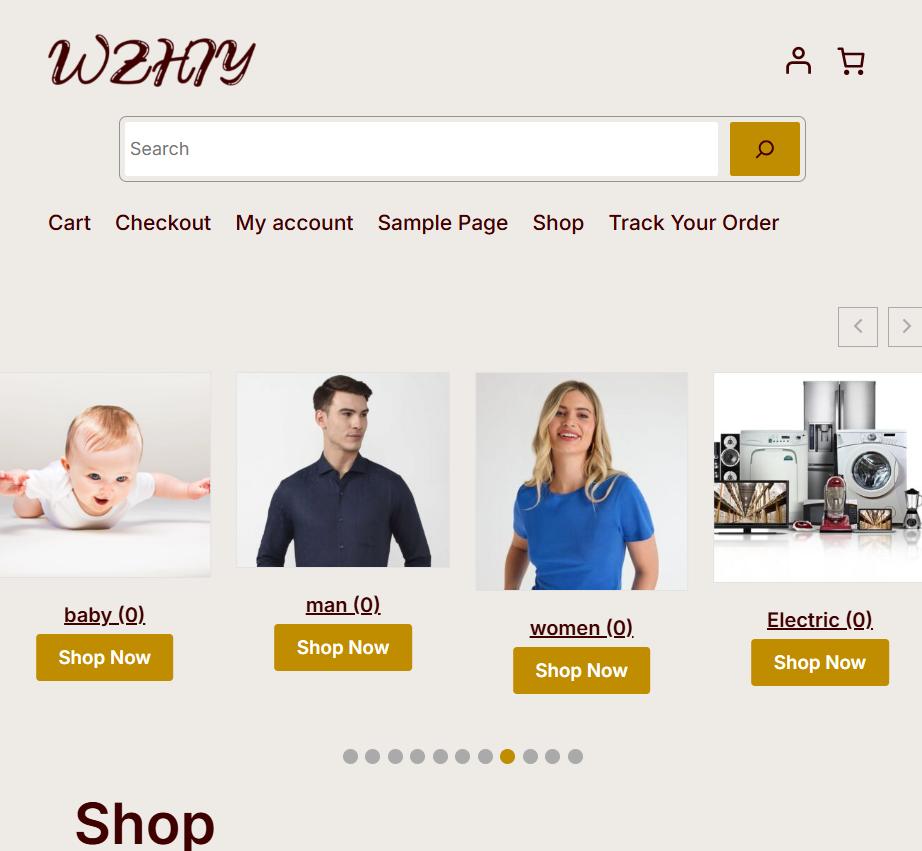 WZHIY
Search
Cart Checkout My account Sample Page Shop Track Your Order
baby (0)
Shop Now
man (0)
Shop Now
women (0)
Shop Now
Electric (0)
Shop Now
Shop